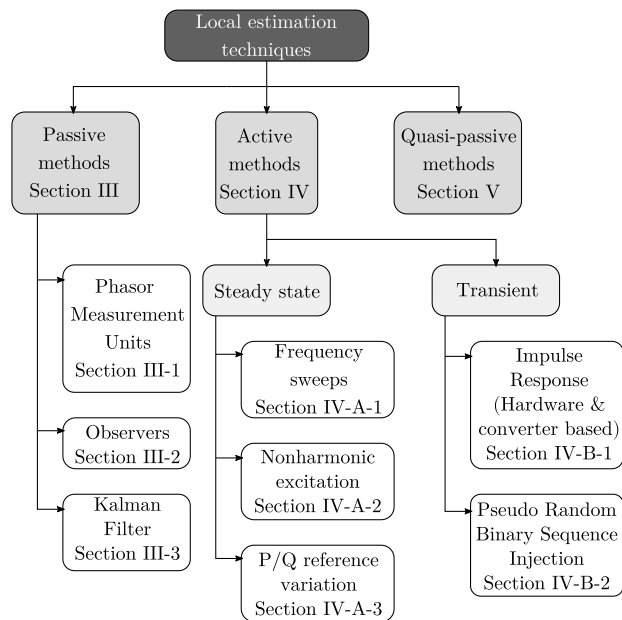 Local estimation
techniques
Passive
methods
Section III
Active
methods
Section IV
Quasi-passive
methods
Section V
Phasor
Measurement
Units
Section III-1
Observers
Section III-2
Kalman
Filter
Section III-3
Steady state
Frequency
sweeps
Section IV-A-1
Nonharmonic
excitation
Section IV-A-2
P/Q reference
variation
Section IV-A-3
Transient
Impulse
Response
(Hardware &
converter based)
Section IV-B-1
Pseudo Random
Binary Sequence
Injection
Section IV-B-2